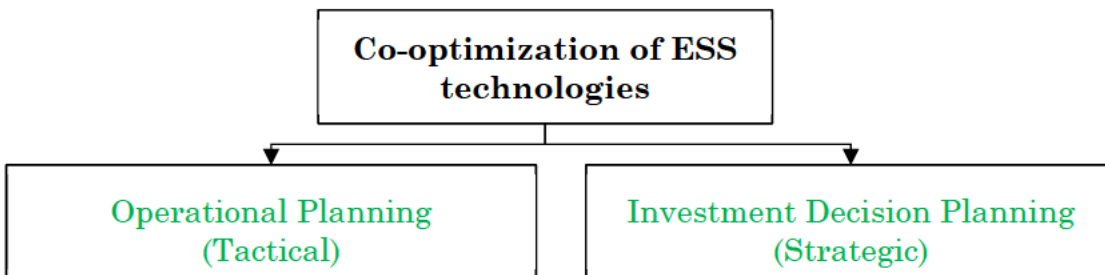 Co-optimization of ESS
technologies
Operational Planning
(Tactical)
Investment Decision Planning
(Strategic)